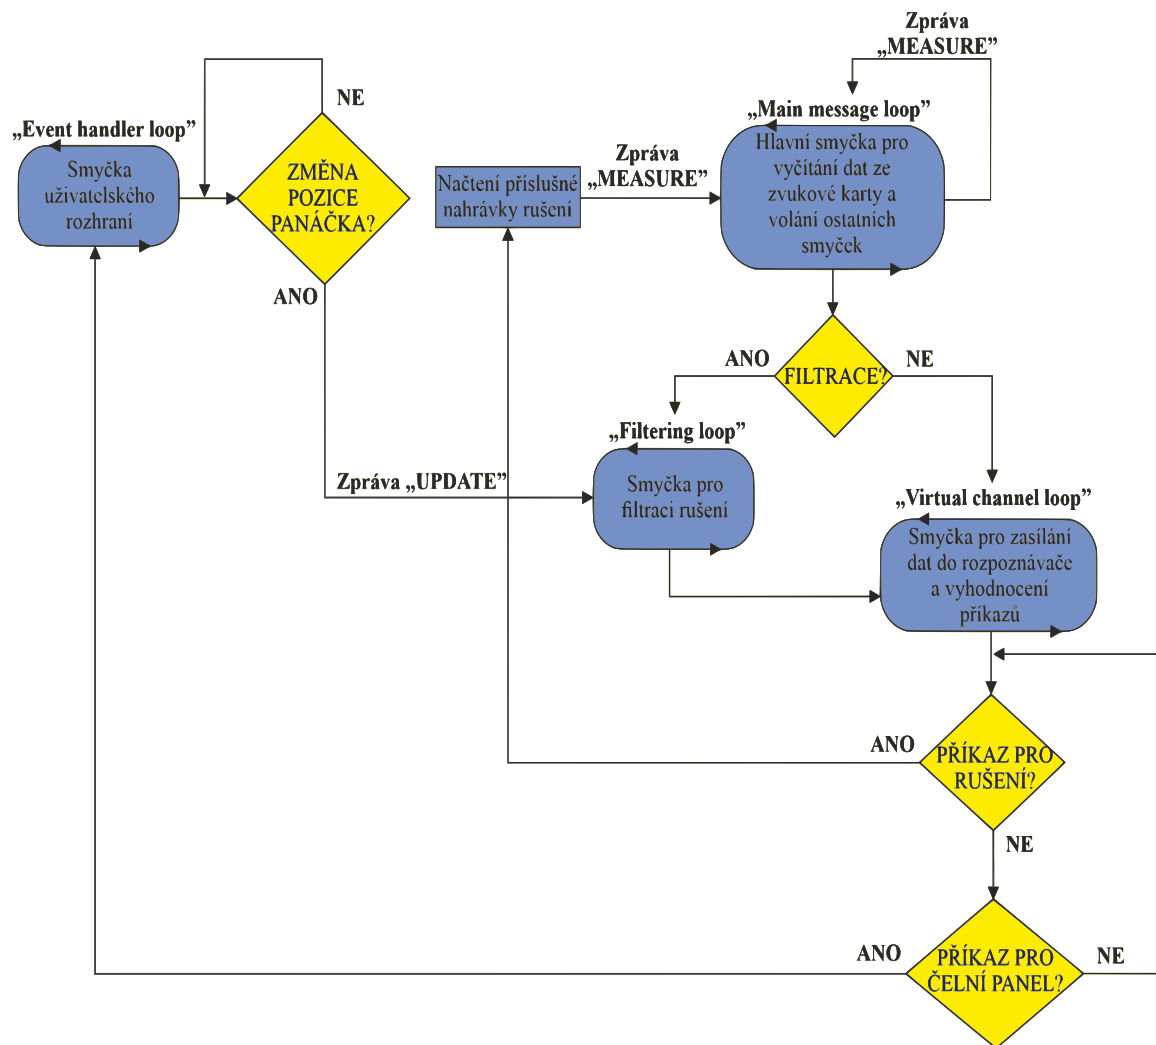 Zpráva
„MEASURE”
NE
„Event handler loop”
Smyčka
uživatelského
rozhraní
ZMĚNA
POZICE
PANÁČKA?
ANO
Načtení příslušné
nahrávky rušení
Zpráva
„MEASURE”
„Main message loop”
Hlavní smyčka pro
vyčítání dat ze
zvukové karty a
volání ostatních
smyček
ANO
FILTRACE?
NE
„Filtering loop”
Smyčka pro
filtraci rušení
Zpráva „UPDATE”
„Virtual channel loop”
Smyčka pro zasílání
dat do rozpoznávače
a vyhodnocení
příkazů
ANO
PŘÍKAZ PRO
RUŠENÍ?
NE
ANO
PŘÍKAZ PRO
ČELNÍ PANEL?
NE